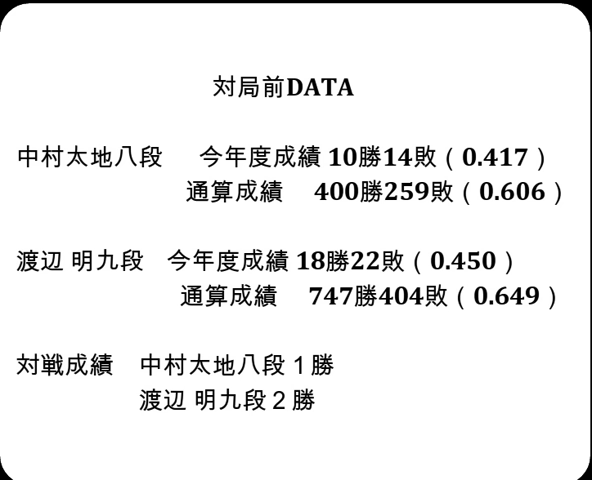 対局前DATA
中村太地八段 今年度成績 10勝14敗（0.417）
通算成績 400勝259敗（0.606）
渡辺 明九段 今年度成績 18勝22敗（0.450）
通算成績 747勝404敗（0.649）
対戦成績 中村太地八段 1 勝
渡辺 明九段 2 勝